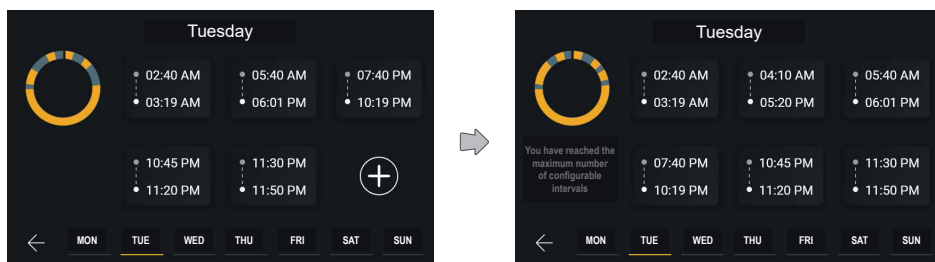 Tuesday
02:40 AM
05:40 AM
07:40 PM
03:19 AM
06:01 PM
10:19 PM
10:45 PM
11:30 PM
11:20 PM
11:50 PM
MON TUE WED THU FRI SAT SUN
Tuesday
02:40 AM
04:10 AM
05:40 AM
03:19 AM
05:20 PM
06:01 PM
You have reached the
maximum number
of configurable
intervals
07:40 PM
10:45 PM
11:30 PM
10:19 PM
11:20 PM
11:50 PM
MON TUE WED THU FRI SAT SUN